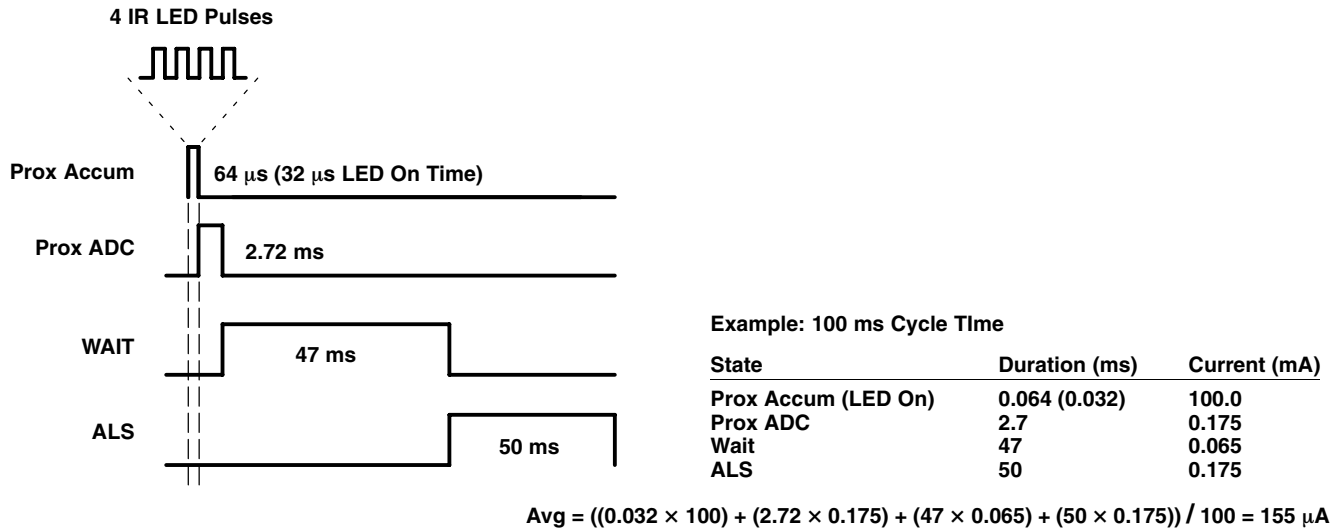 4 IR LED Pulses
Prox Accum
64 μs (32 μs LED On Time)
Prox ADC
2.72 ms
WAIT
47 ms
ALS
50 ms
Example: 100 ms Cycle TIme
State Duration (ms) Current (mA)
Prox Accum (LED On) 0.064 (0.032) 100.0
Prox ADC 2.7 0.175
Wait 47 0.065
ALS 50 0.175
Avg = ((0.032 × 100) + (2.72 × 0.175) + (47 × 0.065) + (50 × 0.175)) / 100 = 155 μA